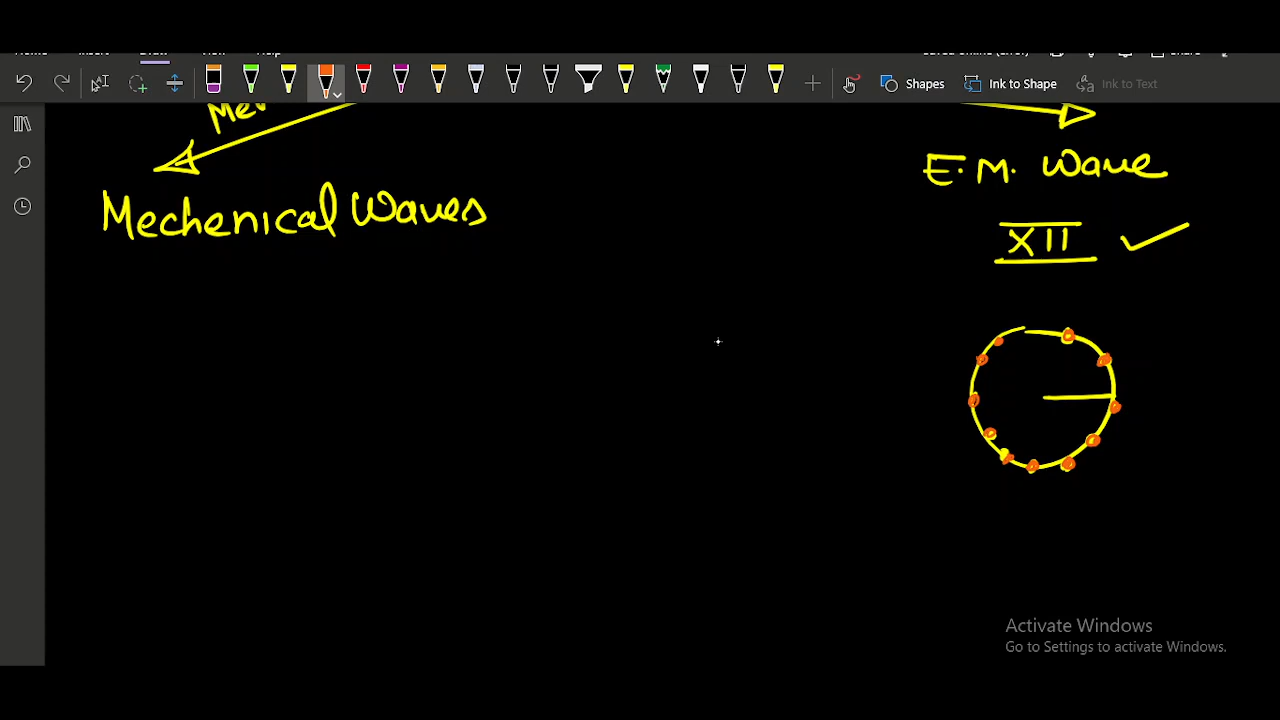 Shapes
Ink to Shape
Ink to Text
Mechenical Waves
E.M. Wave
XII
Activate Windows
Go to Settings to activate Windows.